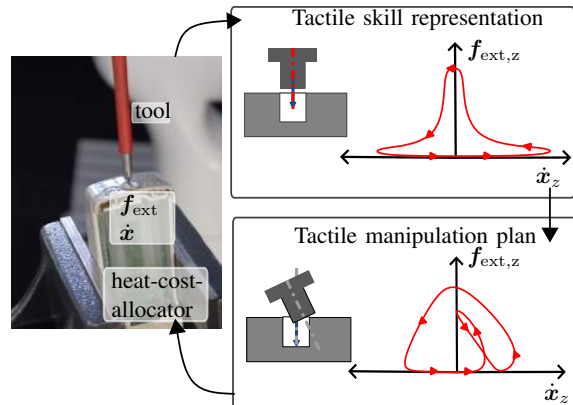 Tactile skill representation
f_ext,z
ẋ_z
tool
f_ext
ẋ
heat-cost-
allocator
Tactile manipulation plan
f_ext,z
ẋ_z